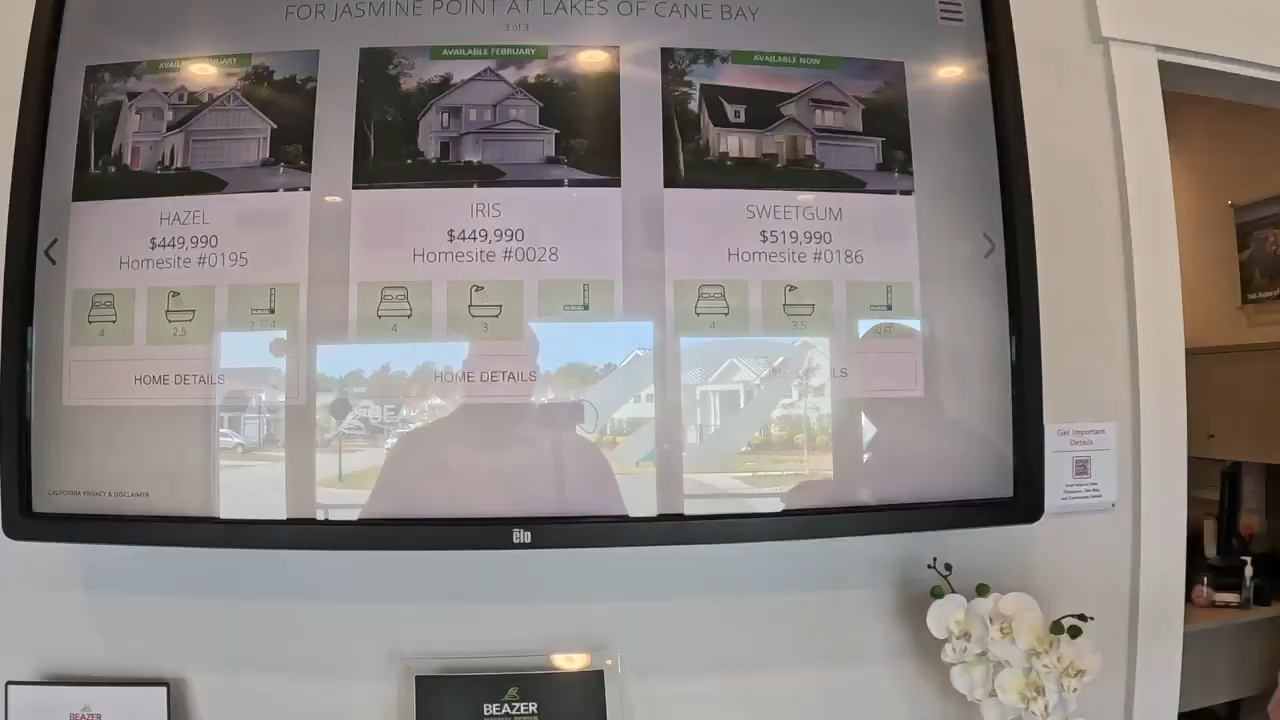 FOR JASMINE POINT AT LAKES OF CANE BAY
3 of 3
AVAILABLE JANUARY
AVAILABLE FEBRUARY
AVAILABLE NOW
HAZEL
$449,990
Homesite #0195
IRIS
$449,990
Homesite #0028
SWEETGUM
$519,990
Homesite #0186
4
2.5
4
3
4
3.5
HOME DETAILS
HOME DETAILS
CALIFORNIA PRIVACY & DISCLAIMER
elo
Get Important
Details
BEAZER
BEAZER